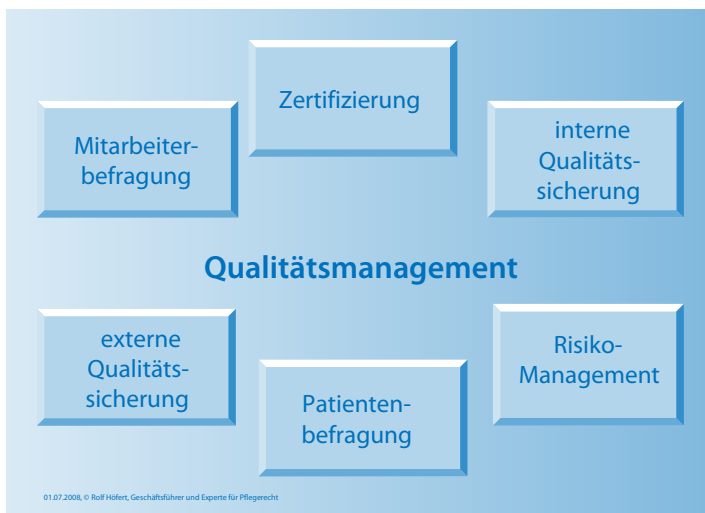 Zertifizierung
Mitarbeiter-
befragung
interne
Qualitäts-
sicherung
Qualitätsmanagement
externe
Qualitäts-
sicherung
Patienten-
befragung
Risiko-
Management
01.07.2008, © Rolf Höfert, Geschäftsführer und Experte für Pflegerecht